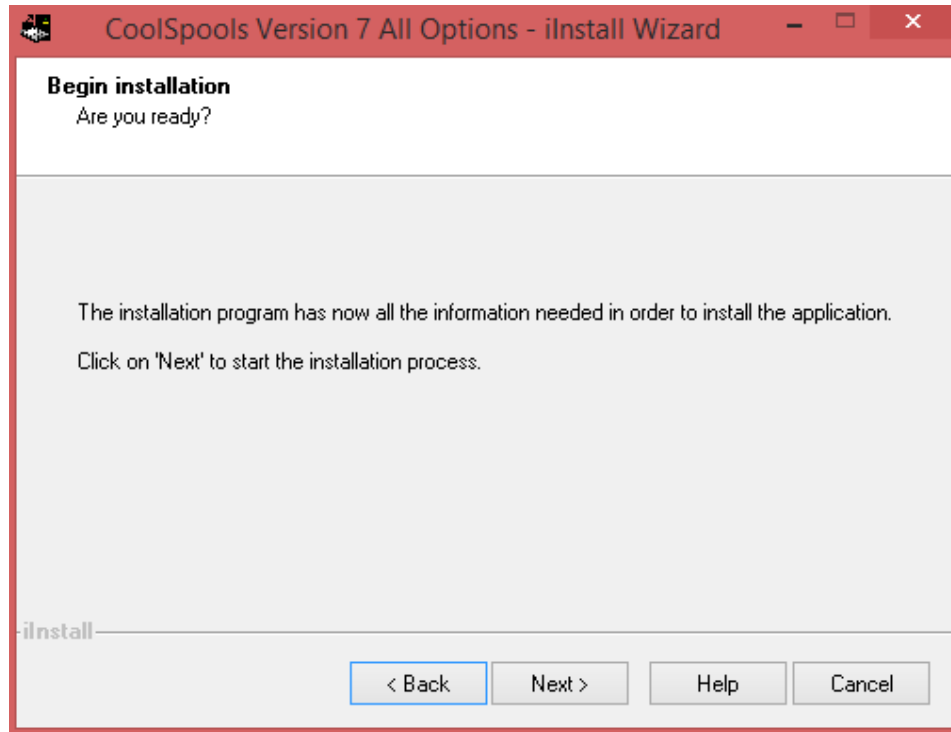 CoolSpools Version 7 All Options - iInstall Wizard
Begin installation
Are you ready?
The installation program has now all the information needed in order to install the application.
Click on 'Next' to start the installation process.
iInstall
< Back Next > Help Cancel